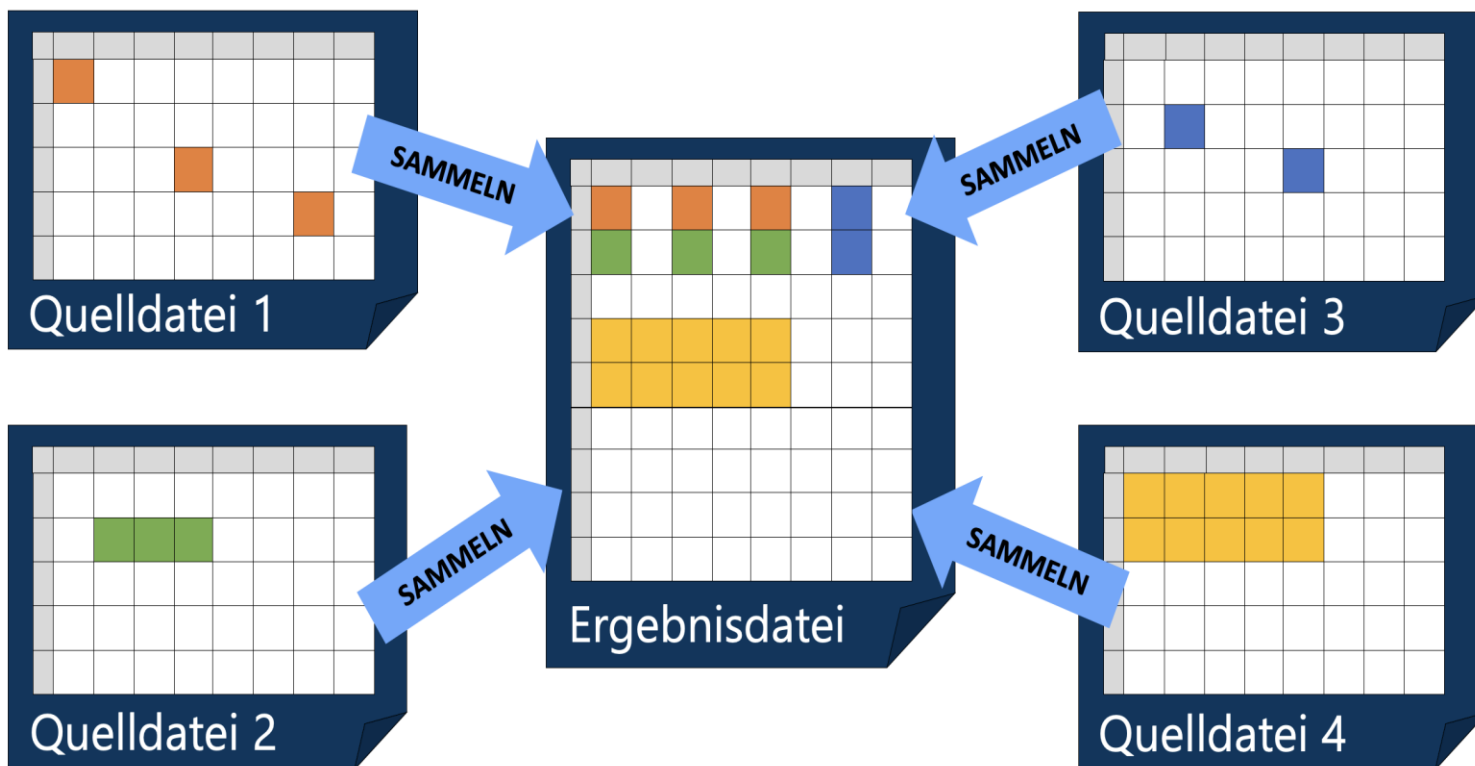 SAMMELN
Quelldatei 1
SAMMELN
Quelldatei 3
SAMMELN
Quelldatei 2
Ergebnisdatei
SAMMELN
Quelldatei 4